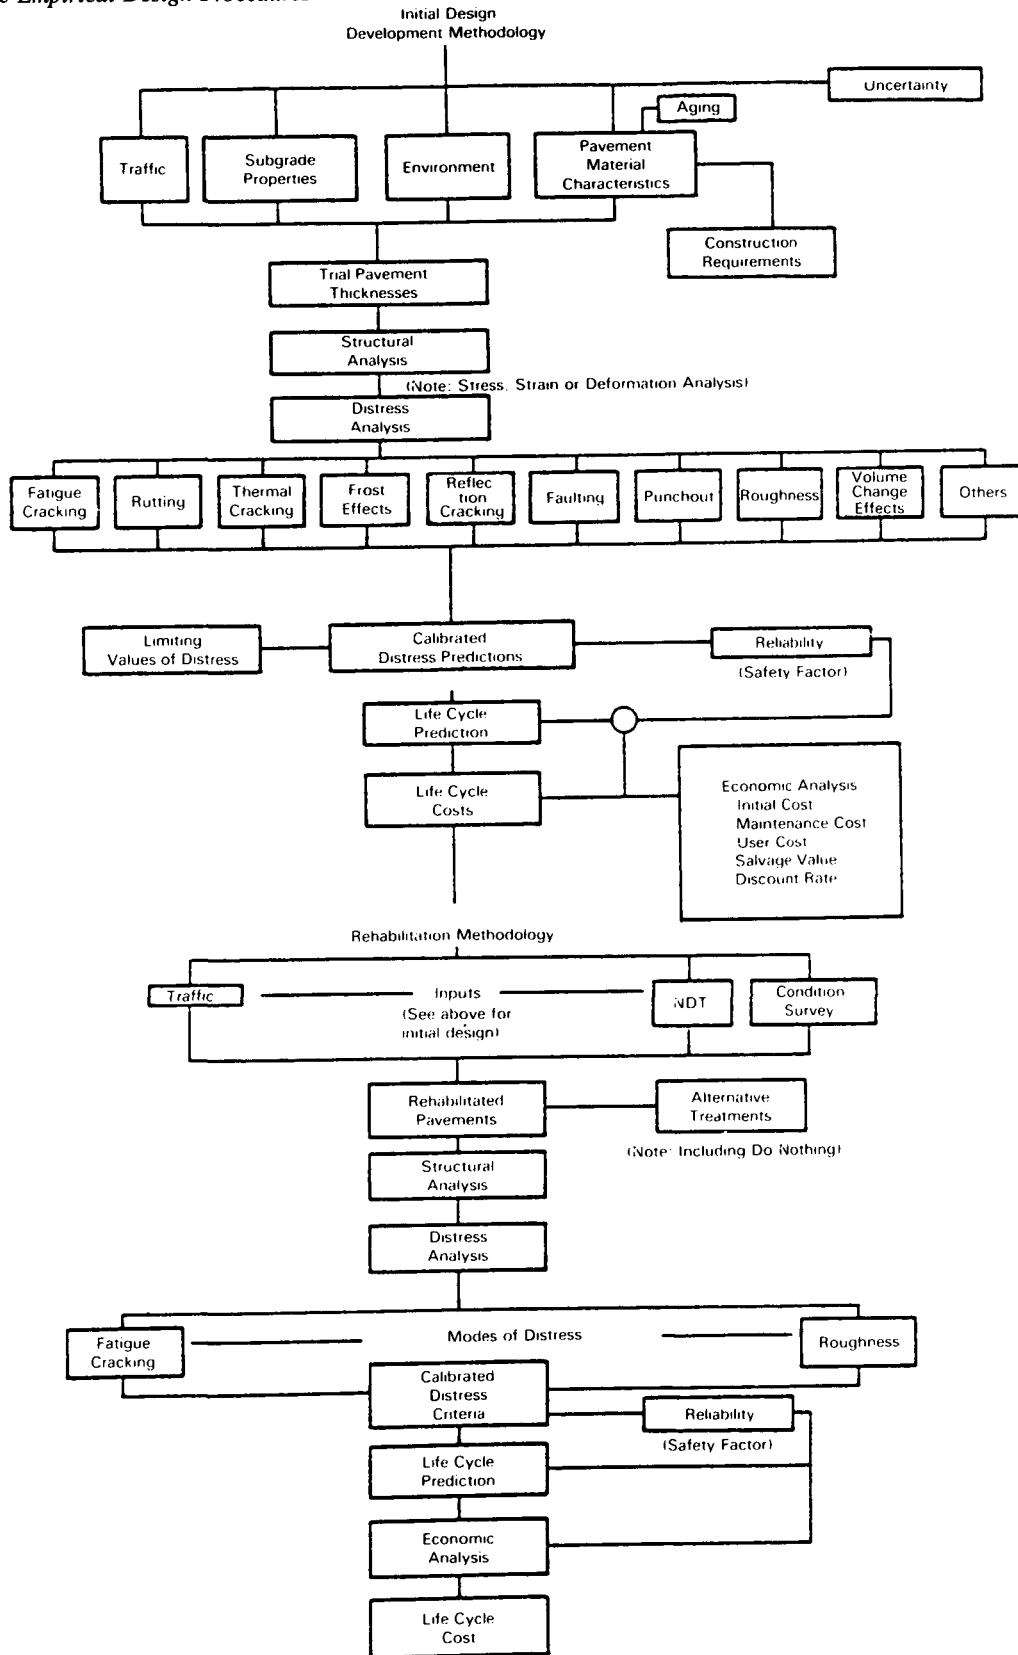 Empirical Design Procedures
Initial Design
Development Methodology
Uncertainty
Aging
Traffic
Subgrade
Properties
Environment
Pavement
Material
Characteristics
Construction
Requirements
Trial Pavement
Thicknesses
Structural
Analysis
(Note: Stress, Strain or Deformation Analysis)
Distress
Analysis
Fatigue
Cracking
Rutting
Thermal
Cracking
Frost
Effects
Reflec
tion
Cracking
Faulting
Punchout
Roughness
Volume
Change
Effects
Others
Limiting
Values of Distress
Calibrated
Distress Predictions
Reliability
(Safety Factor)
Life Cycle
Prediction
Life Cycle
Costs
Economic Analysis
Initial Cost
Maintenance Cost
User Cost
Salvage Value
Discount Rate
Rehabilitation Methodology
Traffic
Inputs
(See above for
initial design)
NDT
Condition
Survey
Rehabilitated
Pavements
Alternative
Treatments
(Note: Including Do Nothing)
Structural
Analysis
Distress
Analysis
Fatigue
Cracking
Modes of Distress
Roughness
Calibrated
Distress
Criteria
Reliability
(Safety Factor)
Life Cycle
Prediction
Economic
Analysis
Life Cycle
Cost